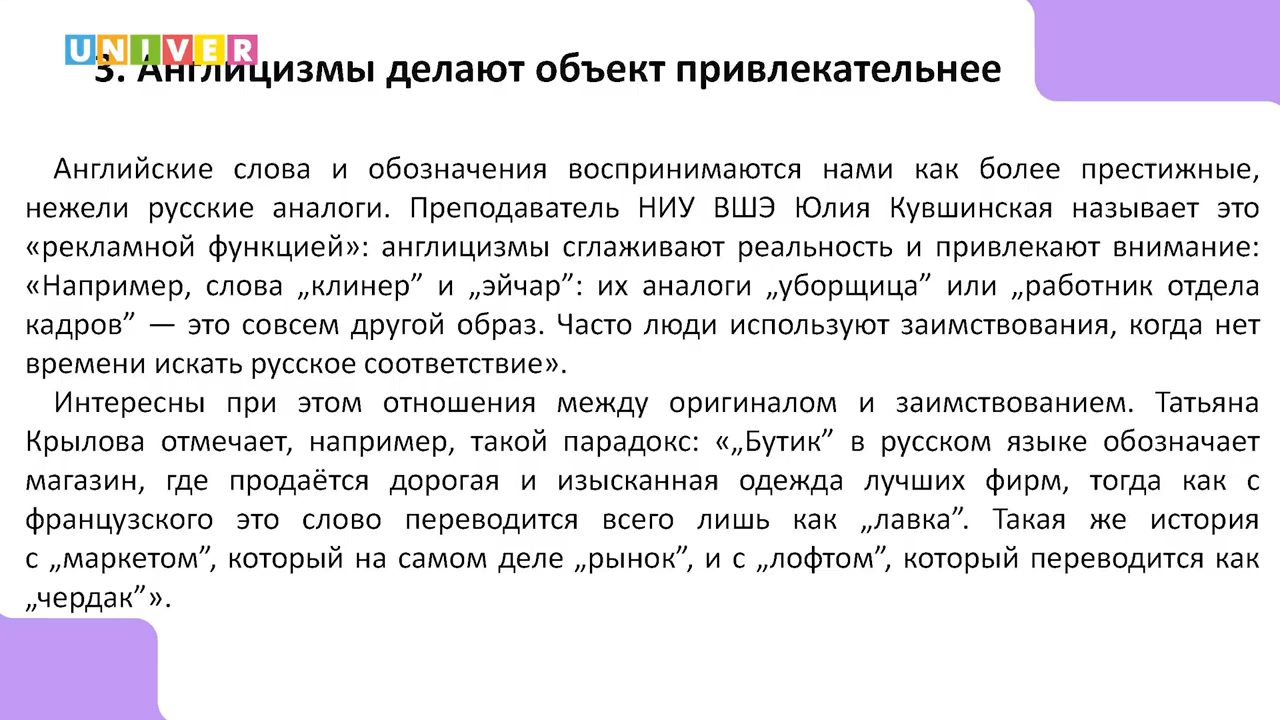 UNIVER
3. Англицизмы делают объект привлекательнее
Английские слова и обозначения воспринимаются нами как более престижные,
нежели русские аналоги. Преподаватель НИУ ВШЭ Юлия Кувшинская называет это
«рекламной функцией»: англицизмы сглаживают реальность и привлекают внимание:
«Например, слова „клинер” и „эйчар”: их аналоги „уборщица” или „работник отдела
кадров” — это совсем другой образ. Часто люди используют заимствования, когда нет
времени искать русское соответствие».
Интересны при этом отношения между оригиналом и заимствованием. Татьяна
Крылова отмечает, например, такой парадокс: «„Бутик” в русском языке обозначает
магазин, где продаётся дорогая и изысканная одежда лучших фирм, тогда как с
французского это слово переводится всего лишь как „лавка”. Такая же история
с „маркетом”, который на самом деле „рынок”, и с „лофтом”, который переводится как
„чердак”».